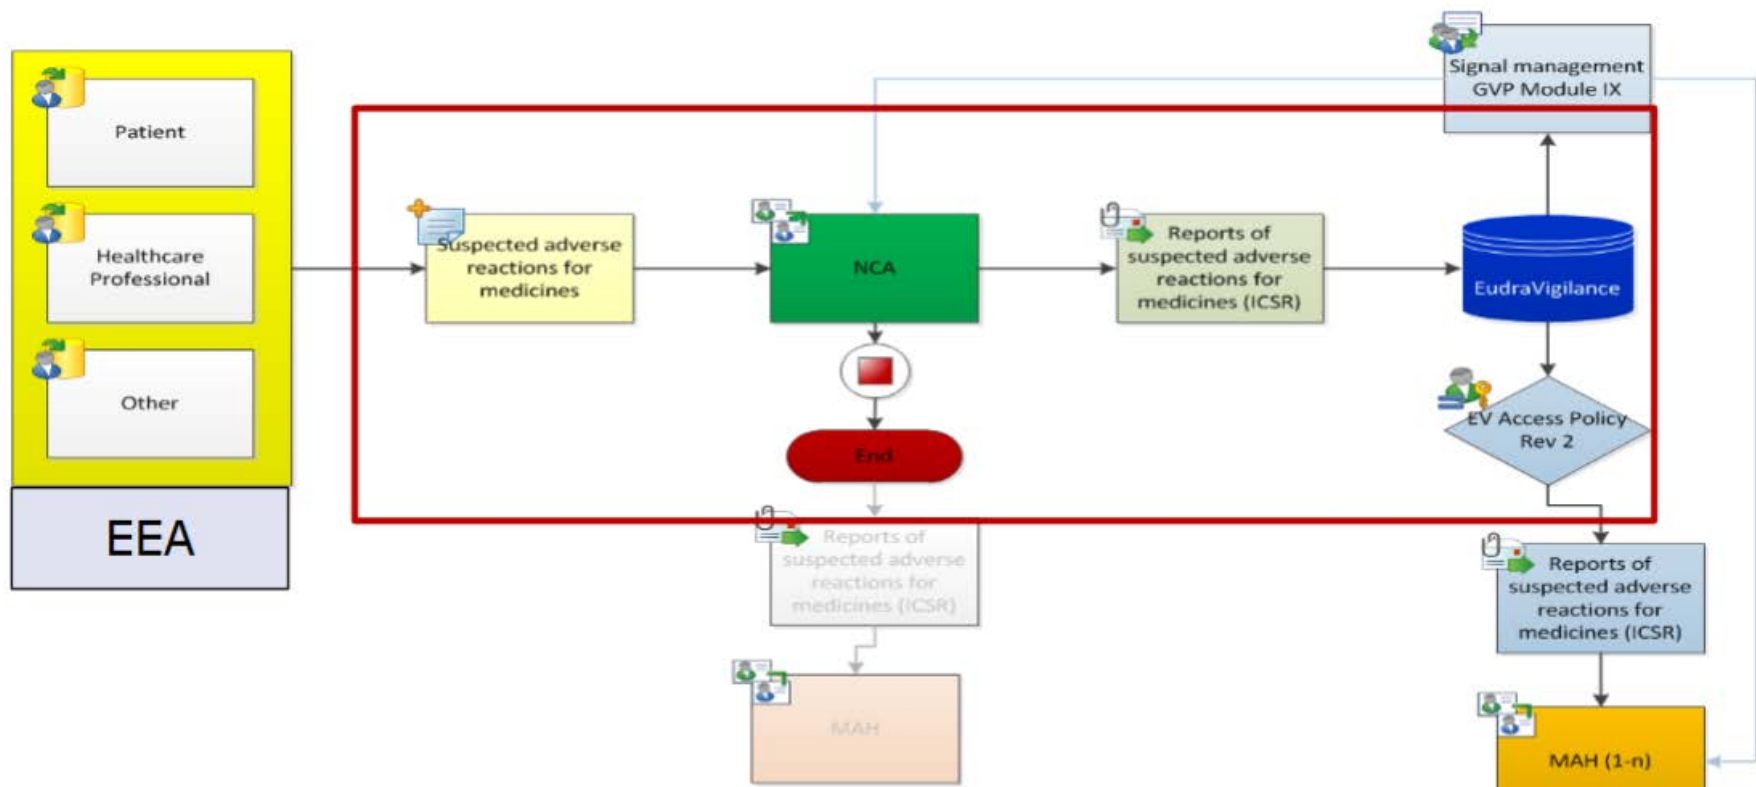 Signal management
GVP Module IX
Patient
Healthcare
Professional
Other
EEA
Suspected adverse
reactions for
medicines
NCA
Reports of
suspected adverse
reactions for
medicines (ICSR)
EudraVigilance
EV Access Policy
Rev 2
End
Reports of
suspected adverse
reactions for
medicines (ICSR)
MAH
Reports of
suspected adverse
reactions for
medicines (ICSR)
MAH (1-n)